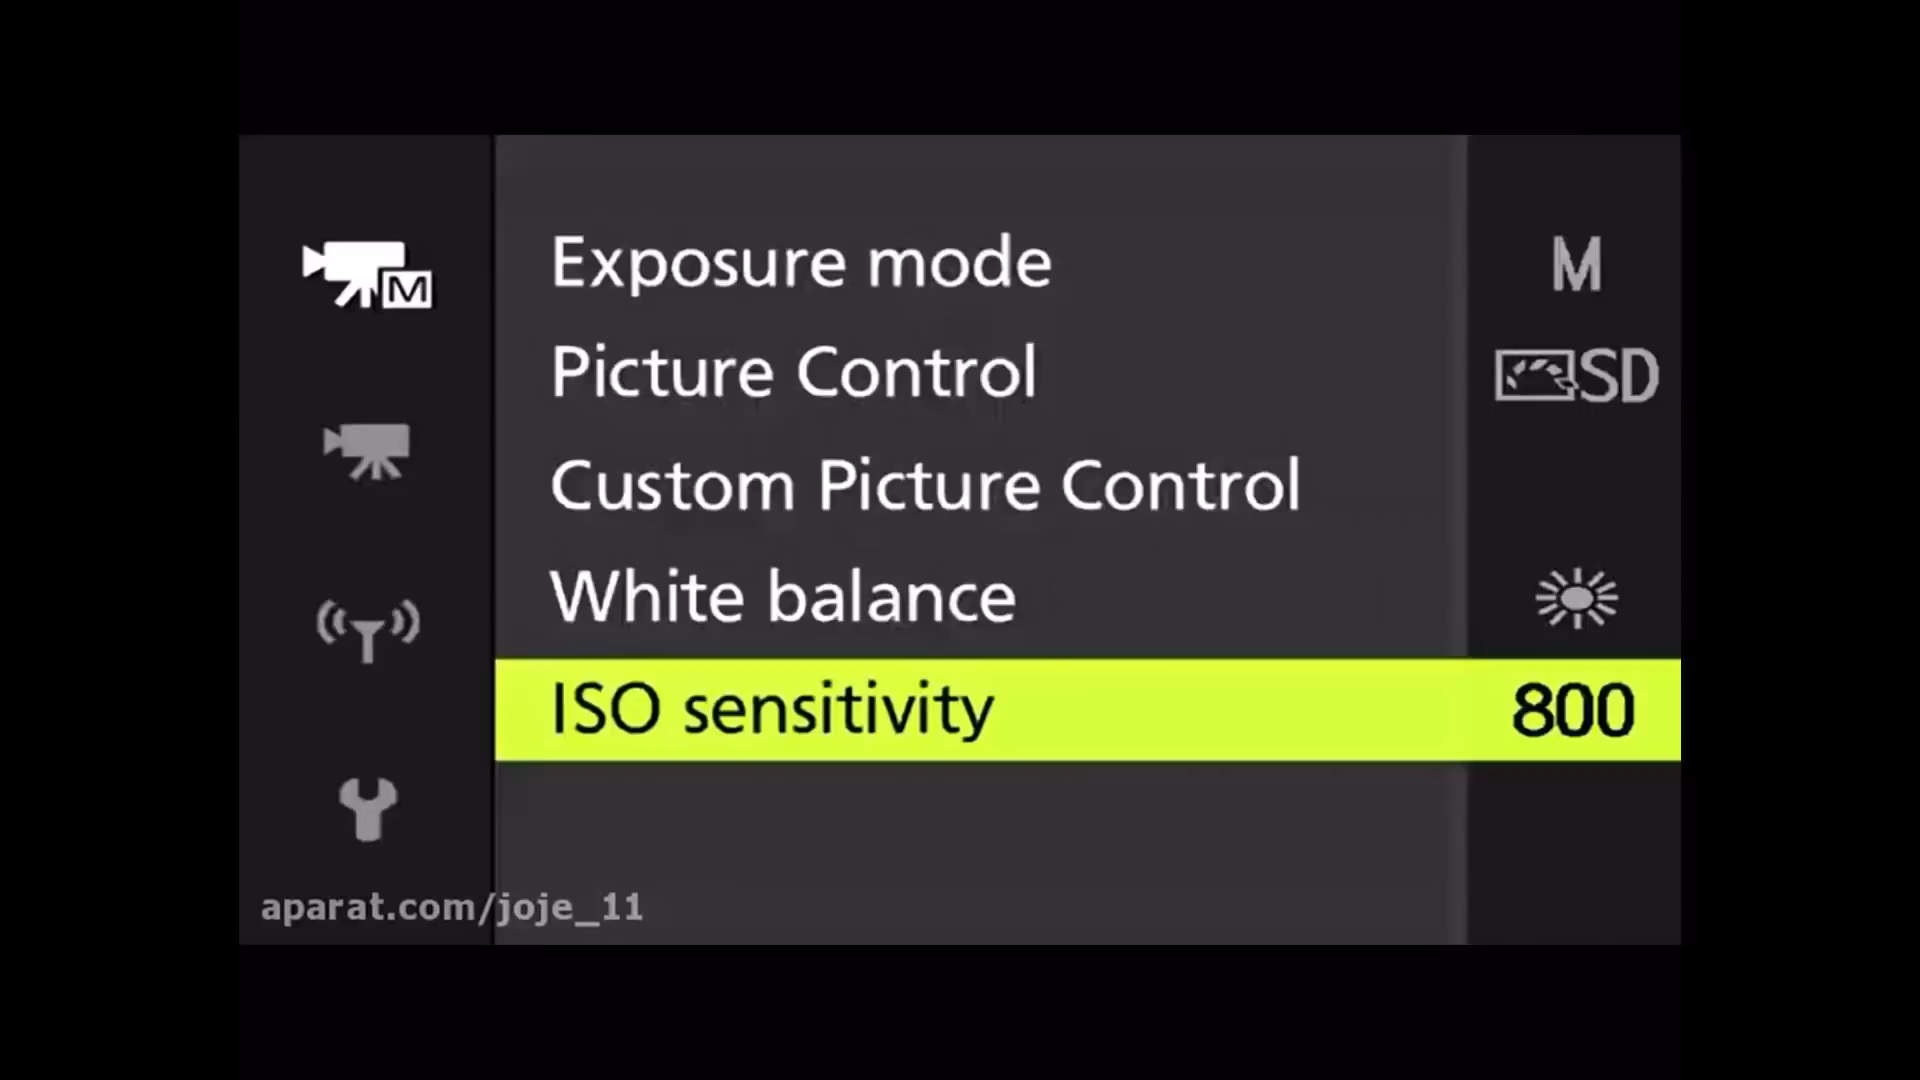 Exposure mode M
Picture Control SD
Custom Picture Control
White balance
ISO sensitivity 800
M
aparat.com/joje_11